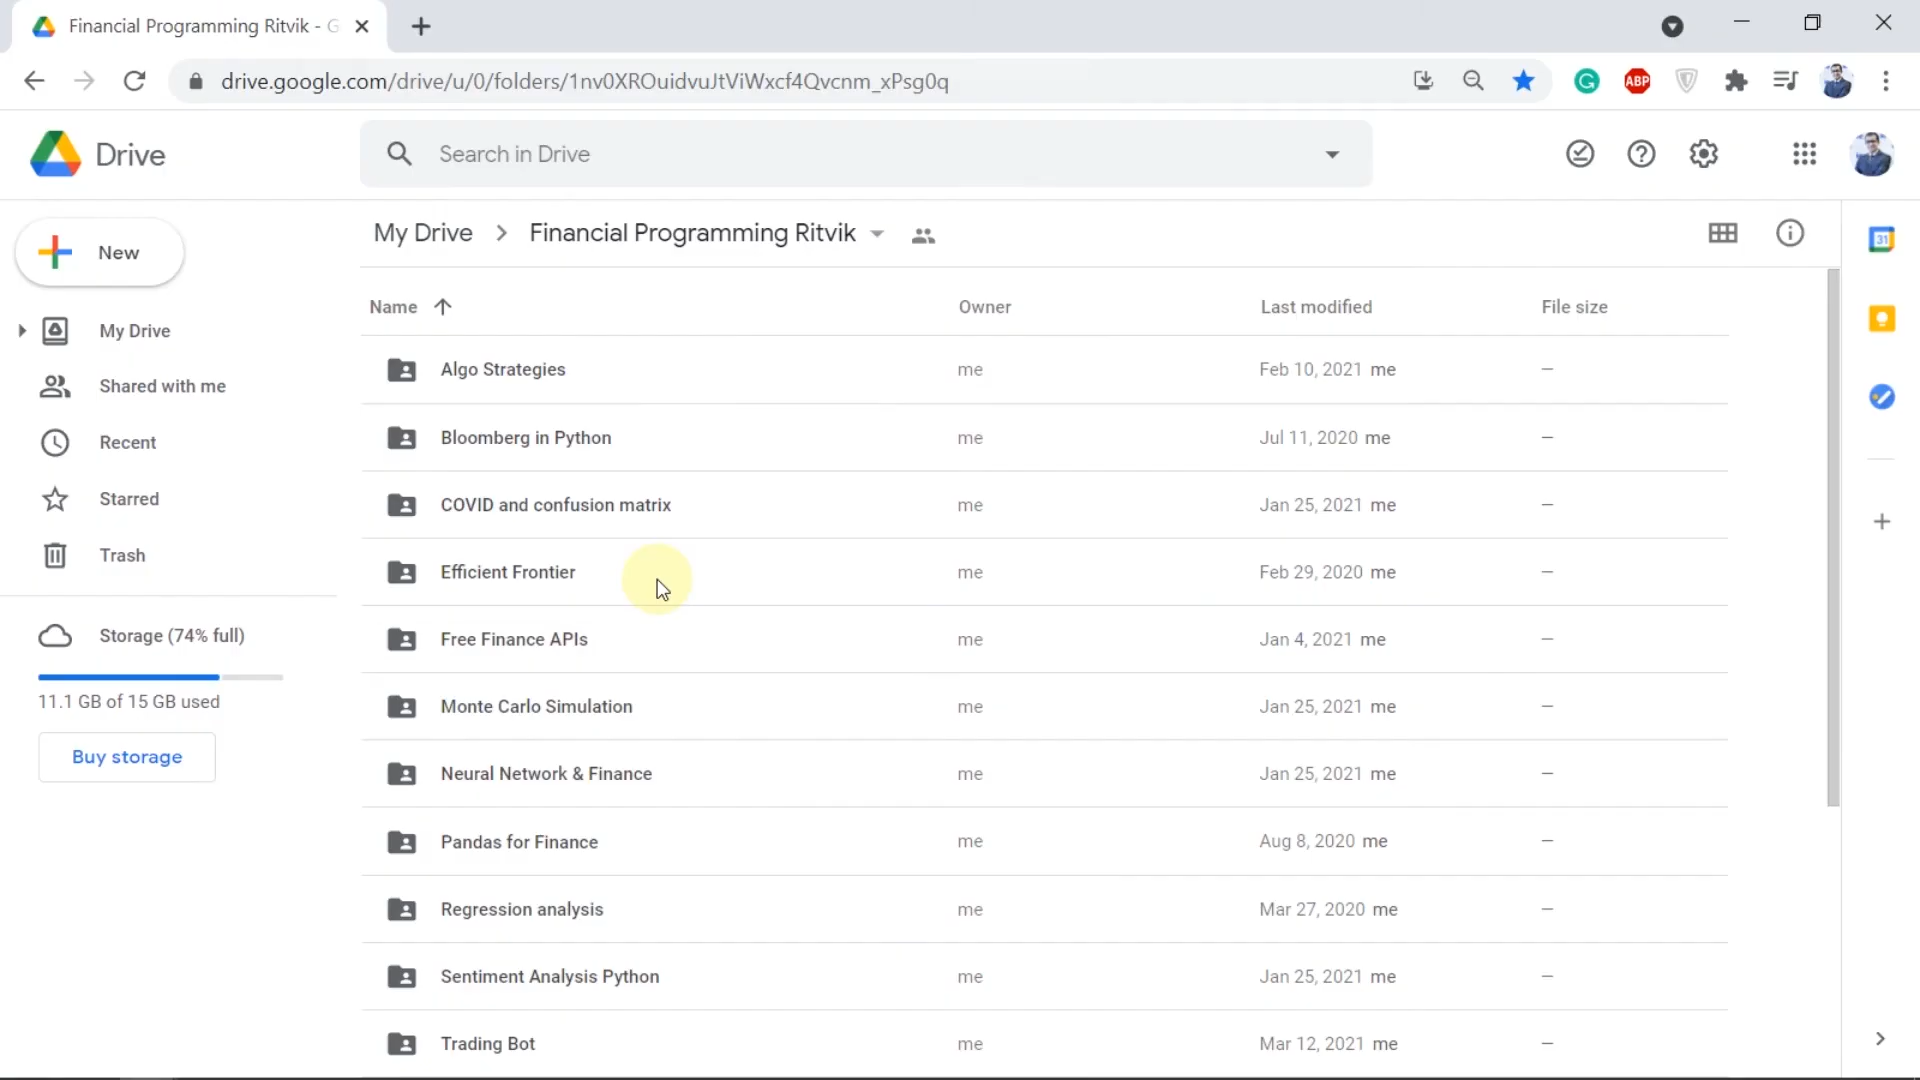 Financial Programming Ritvik - G
drive.google.com/drive/u/0/folders/1nv0XROuidvuJtViWxcf4Qvcnm_xPsg0q
G
ABP
Drive
Search in Drive
New
My Drive > Financial Programming Ritvik
31
Name Owner Last modified File size
My Drive
Shared with me
Recent
Starred
Trash
Storage (74% full)
11.1 GB of 15 GB used
Buy storage
Algo Strategies me Feb 10, 2021 me –
Bloomberg in Python me Jul 11, 2020 me –
COVID and confusion matrix me Jan 25, 2021 me –
Efficient Frontier me Feb 29, 2020 me –
Free Finance APIs me Jan 4, 2021 me –
Monte Carlo Simulation me Jan 25, 2021 me –
Neural Network & Finance me Jan 25, 2021 me –
Pandas for Finance me Aug 8, 2020 me –
Regression analysis me Mar 27, 2020 me –
Sentiment Analysis Python me Jan 25, 2021 me –
Trading Bot me Mar 12, 2021 me –